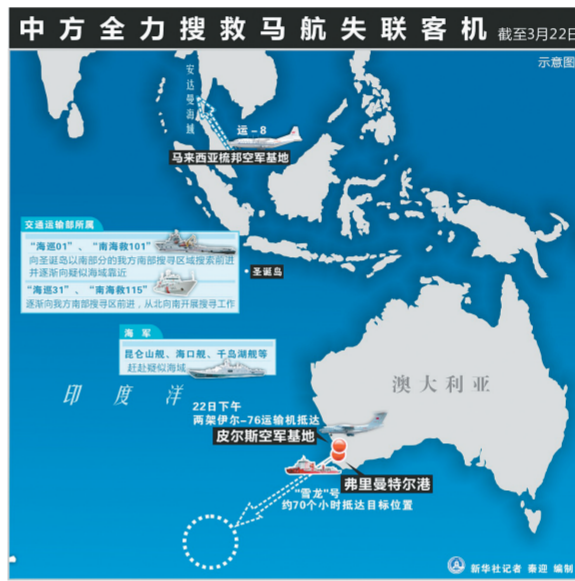 中方全力搜救马航失联客机 截至3月22日
示意图
安达曼海域
运-8
马来西亚梳邦空军基地
交通运输部所属
“海巡01”、“南海救101”
向圣诞岛以南部分的我方南部搜寻区域搜索前进
并逐渐向疑似海域靠近
“海巡31”、“南海救115”
逐渐向我方南部搜寻区前进，从北向南开展搜寻工作
圣诞岛
海军
昆仑山舰、海口舰、千岛湖舰等
赶赴疑似海域
印度洋
澳大利亚
22日下午
两架伊尔-76运输机抵达
皮尔斯空军基地
弗里曼特尔港
“雪龙”号
约70个小时抵达目标位置
新华社记者 秦迎 编制